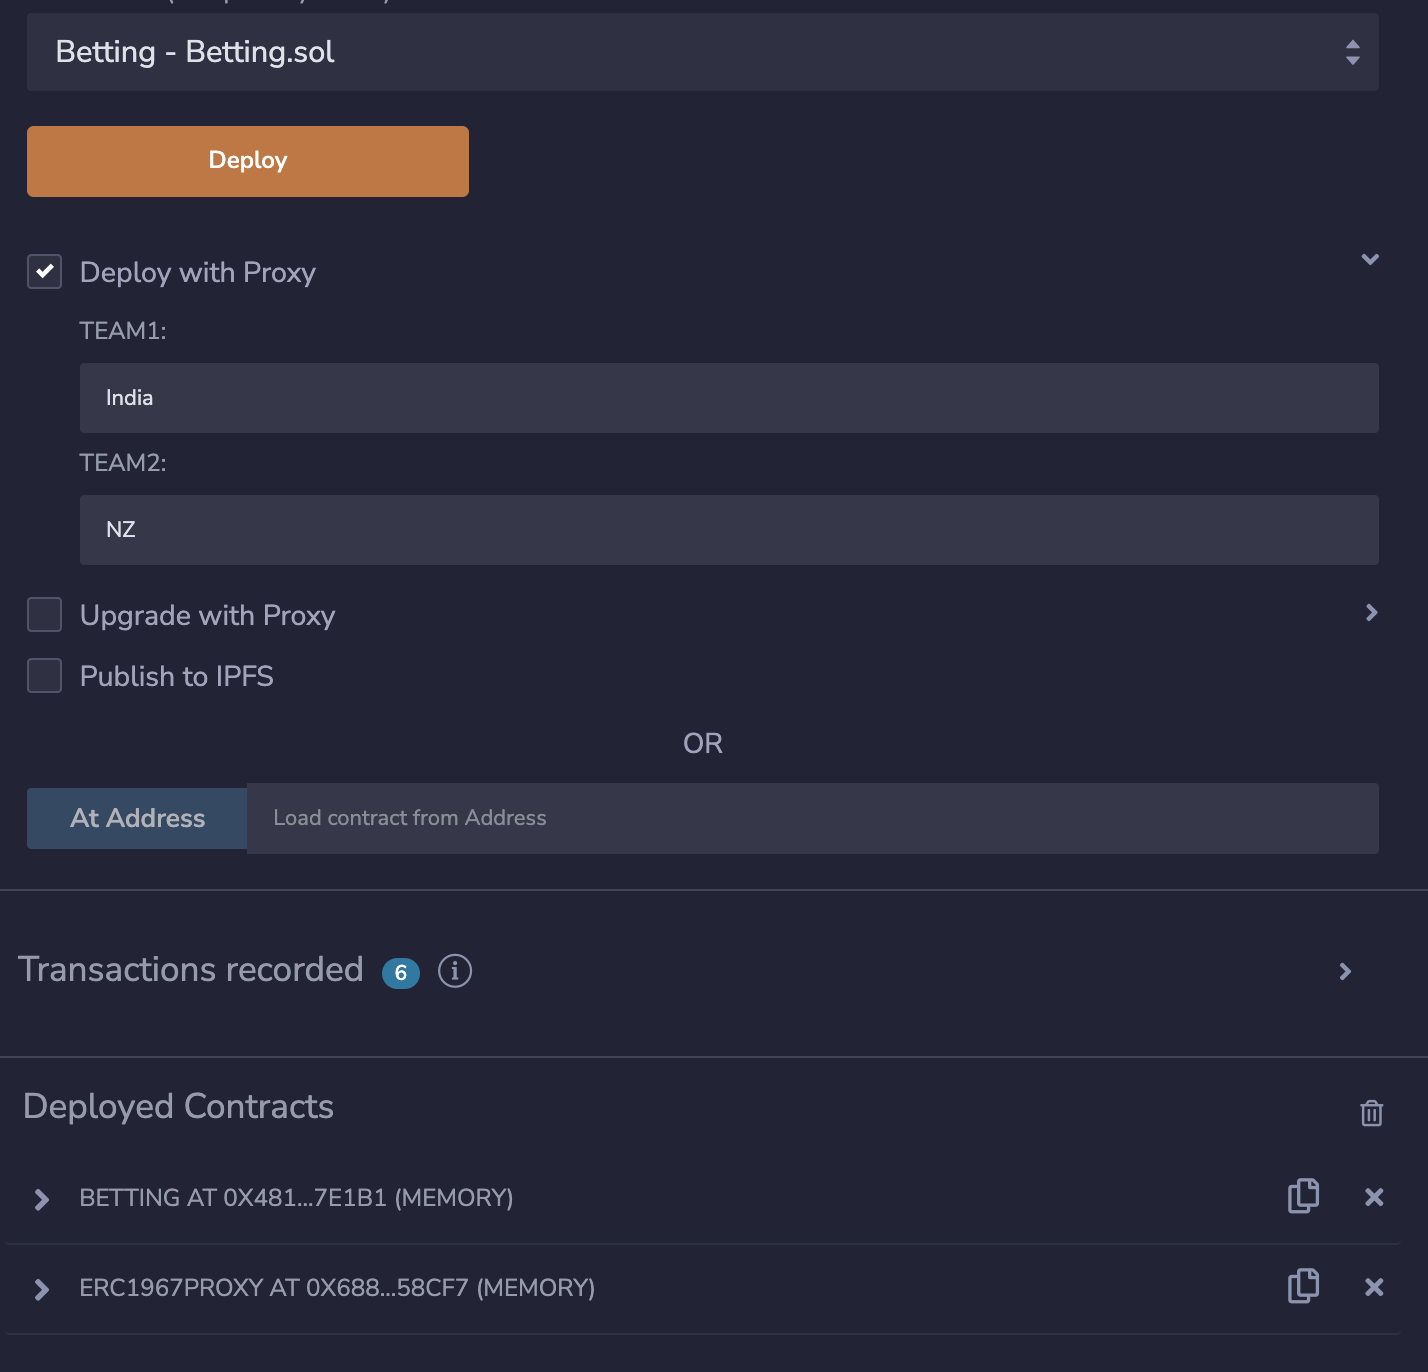 Betting - Betting.sol
Deploy
Deploy with Proxy
TEAM1:
India
TEAM2:
NZ
Upgrade with Proxy
Publish to IPFS
OR
At Address Load contract from Address
Transactions recorded 6 i
Deployed Contracts
BETTING AT 0X481...7E1B1 (MEMORY)
ERC1967PROXY AT 0X688...58CF7 (MEMORY)